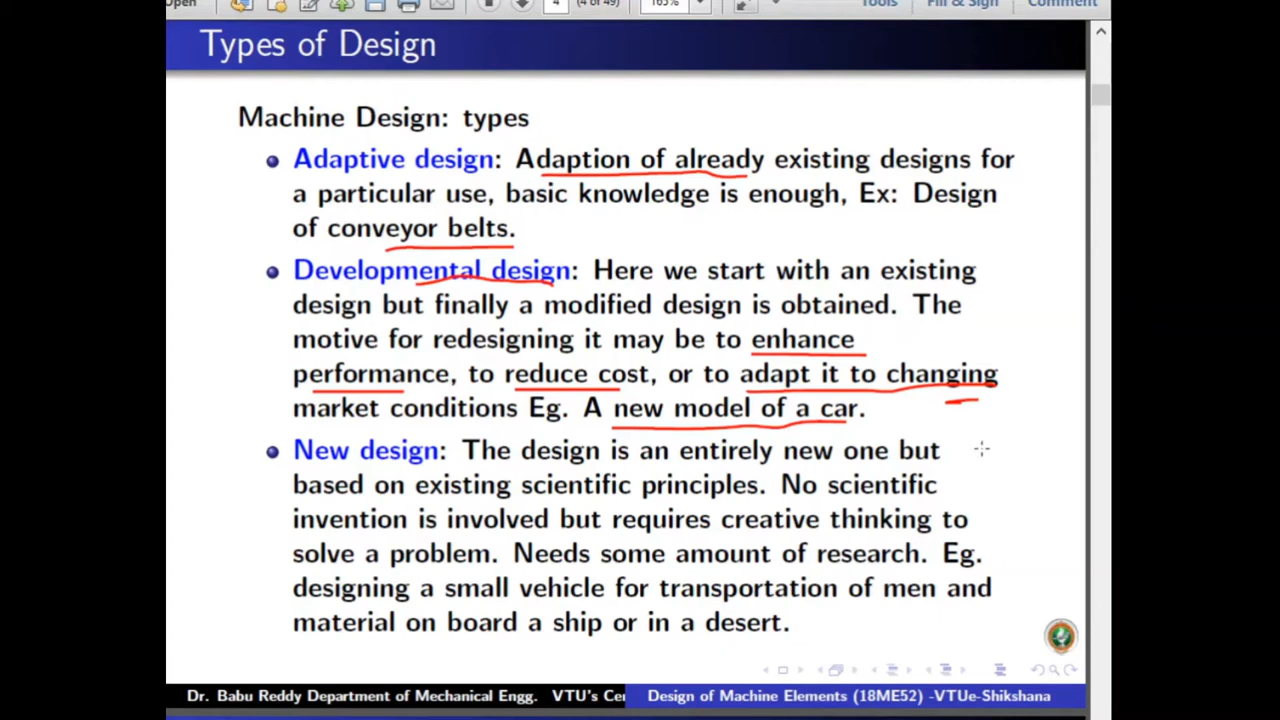 Open
4
(4 of 49)
163%
Tools
Fill & Sign
Comment
Types of Design
Machine Design: types
Adaptive design: Adaption of already existing designs for
a particular use, basic knowledge is enough, Ex: Design
of conveyor belts.
Developmental design: Here we start with an existing
design but finally a modified design is obtained. The
motive for redesigning it may be to enhance
performance, to reduce cost, or to adapt it to changing
market conditions Eg. A new model of a car.
New design: The design is an entirely new one but
based on existing scientific principles. No scientific
invention is involved but requires creative thinking to
solve a problem. Needs some amount of research. Eg.
designing a small vehicle for transportation of men and
material on board a ship or in a desert.
Dr. Babu Reddy Department of Mechanical Engg. VTU's Cen
Design of Machine Elements (18ME52) -VTUe-Shikshana